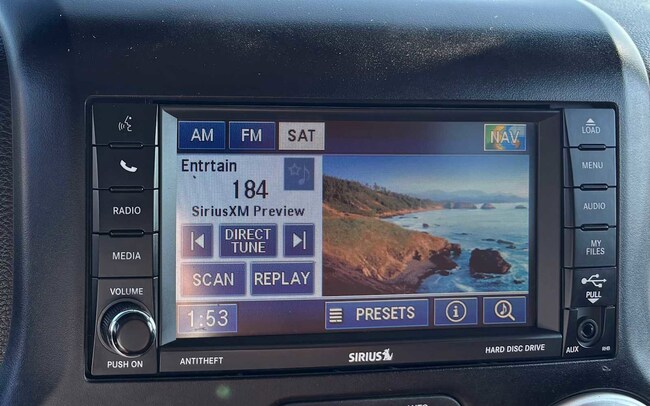 AM FM SAT NAV
LOAD
Entrtain
184
SiriusXM Preview
DIRECT
TUNE
SCAN REPLAY
1:53 PRESETS
RADIO
MEDIA
VOLUME
PUSH ON
MENU
AUDIO
MY
FILES
PULL
AUX
ANTITHEFT SIRIUS HARD DISC DRIVE